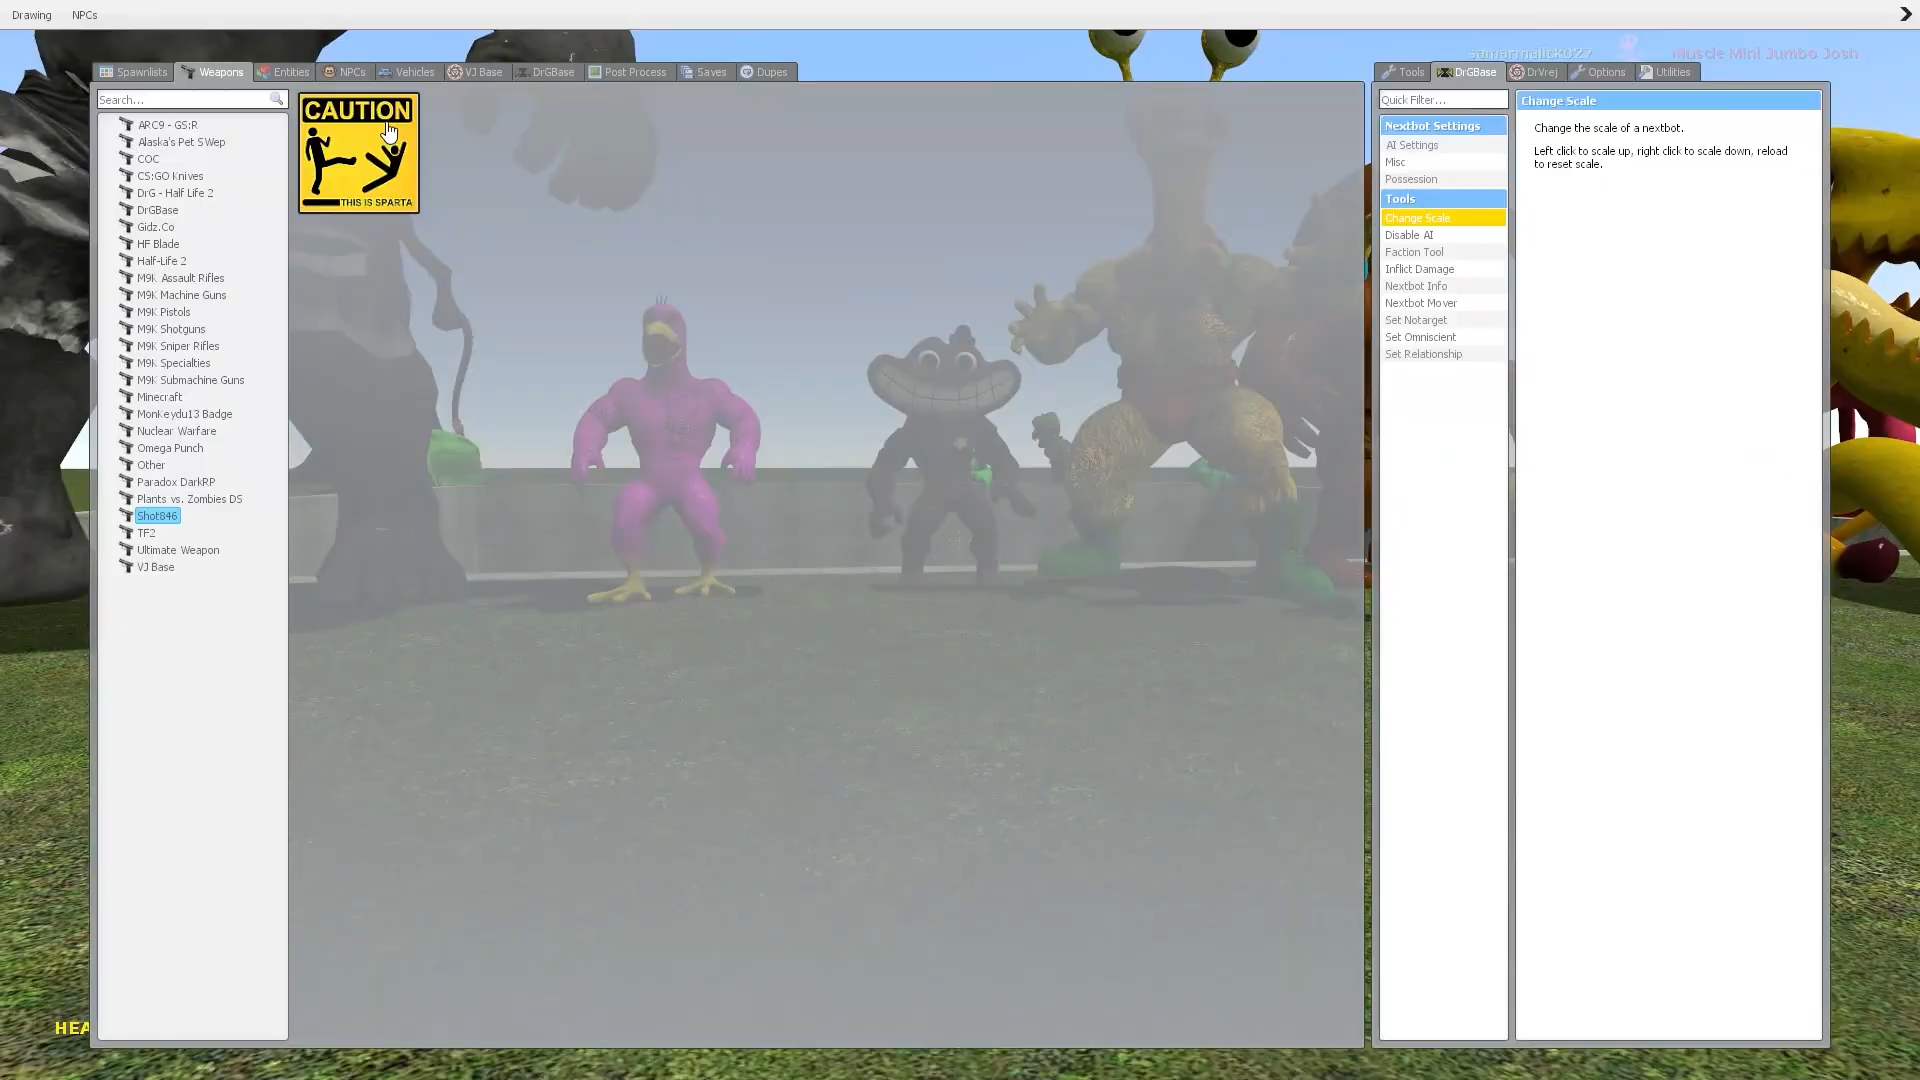 Drawing NPCs
samarmalick027 Muscle Mini Jumbo Josh
Spawnlists Weapons Entities NPCs Vehicles VJ Base DrGBase Post Process Saves Dupes
Tools DrGBase DrVrej Options Utilities
Search...
ARC9 - GS:R
Alaska's Pet SWep
COC
CS:GO Knives
DrG - Half Life 2
DrGBase
Gidz.Co
HF Blade
Half-Life 2
M9K Assault Rifles
M9K Machine Guns
M9K Pistols
M9K Shotguns
M9K Sniper Rifles
M9K Specialties
M9K Submachine Guns
Minecraft
MonKeydu13 Badge
Nuclear Warfare
Omega Punch
Other
Paradox DarkRP
Plants vs. Zombies DS
Shot846
TF2
Ultimate Weapon
VJ Base
CAUTION
THIS IS SPARTA
Quick Filter...
Nextbot Settings
AI Settings
Misc
Possession
Tools
Change Scale
Disable AI
Faction Tool
Inflict Damage
Nextbot Info
Nextbot Mover
Set Notarget
Set Omniscient
Set Relationship
Change Scale
Change the scale of a nextbot.
Left click to scale up, right click to scale down, reload
to reset scale.
HEA